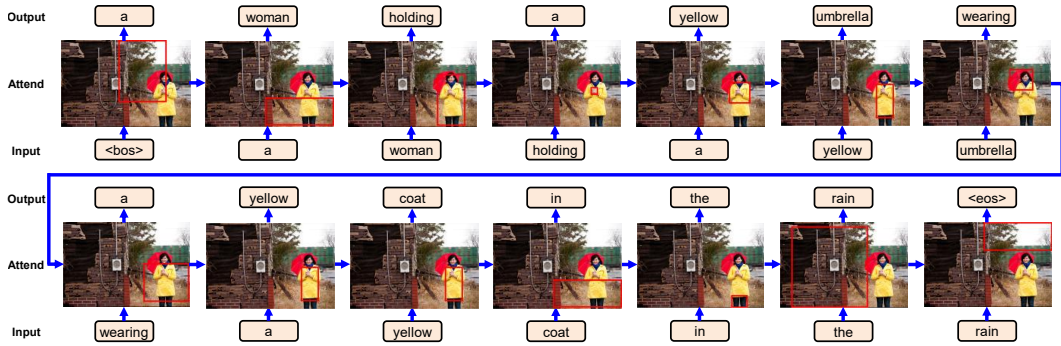 Output a woman holding a yellow umbrella wearing
Attend
Input <bos> a woman holding a yellow umbrella
Output a yellow coat in the rain <eos>
Attend
Input wearing a yellow coat in the rain